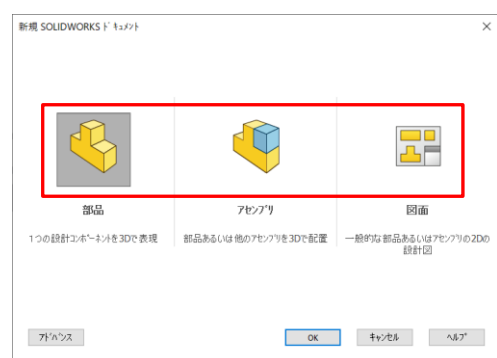 新規 SOLIDWORKS ﾄﾞｷｭﾒﾝﾄ
部品
ｱｾﾝﾌﾞﾘ
図面
1つの設計ｺﾝﾎﾟｰﾈﾝﾄを3Dで表現
部品あるいは他のｱｾﾝﾌﾞﾘを3Dで配置
一般的な部品あるいはｱｾﾝﾌﾞﾘの2Dの
設計図
ｱﾄﾞﾊﾞﾝｽ
OK
ｷｬﾝｾﾙ
ﾍﾙﾌﾟ